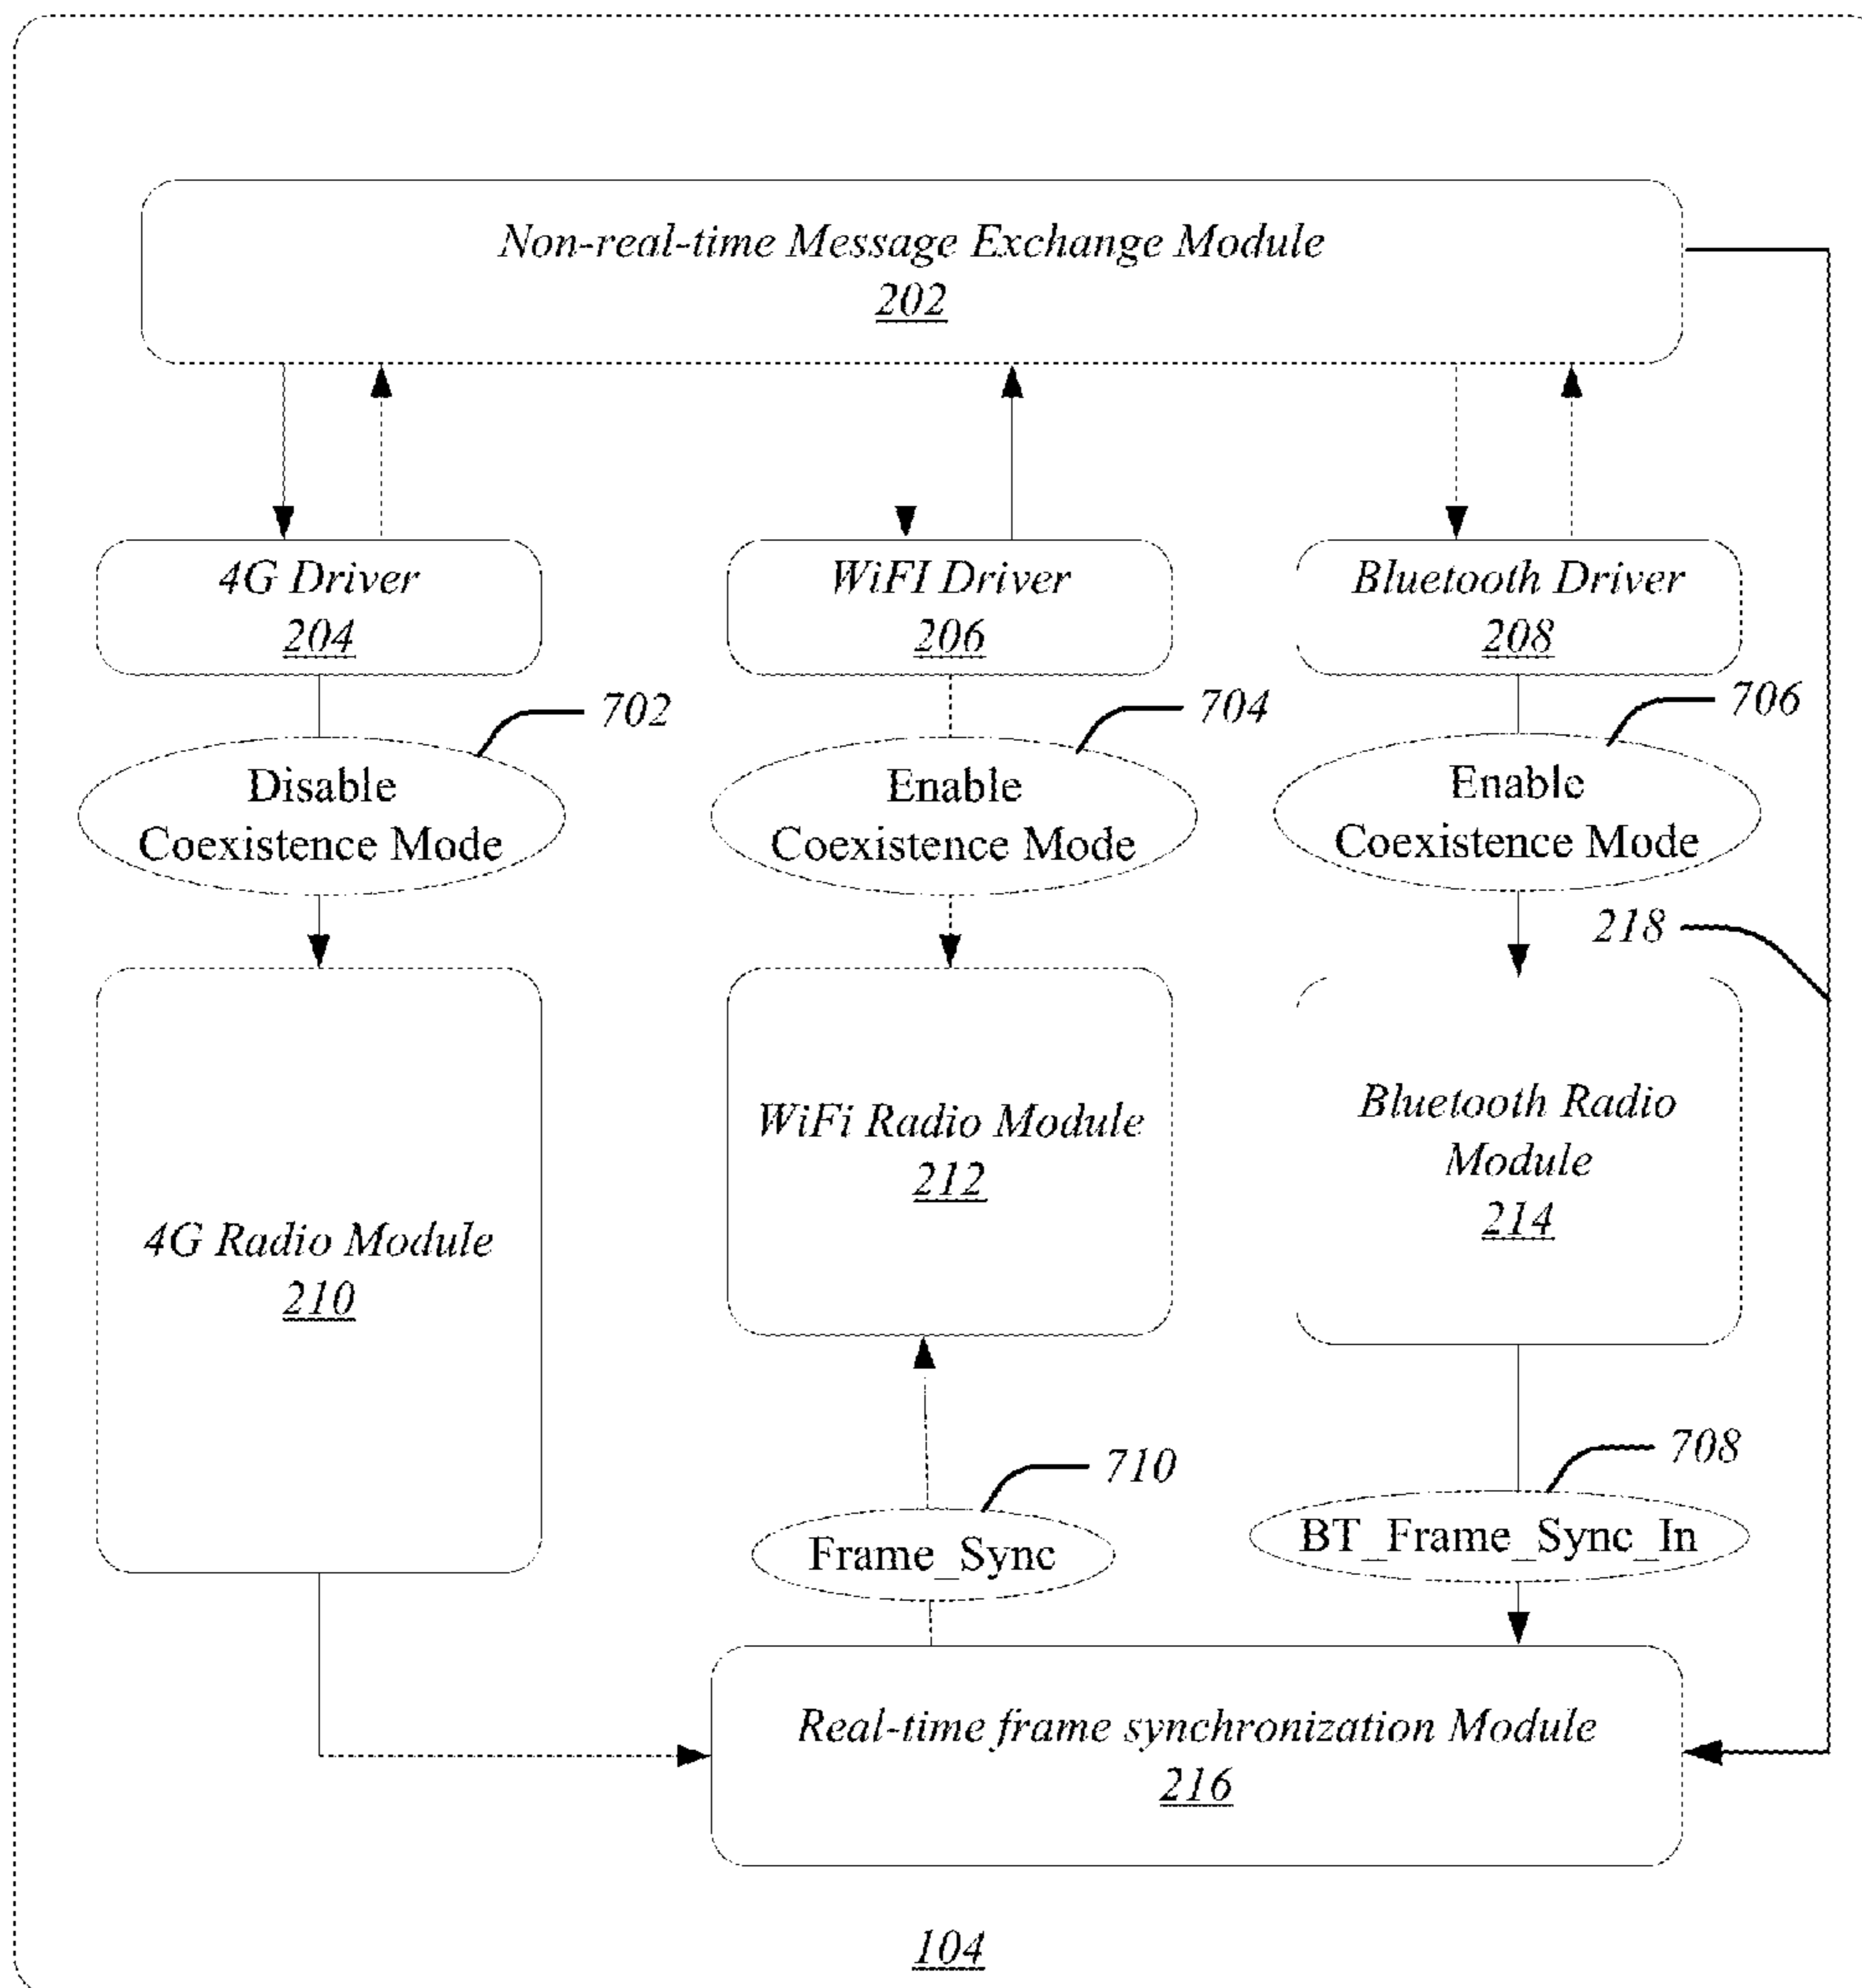 Non-real-time Message Exchange Module
202
4G Driver
204
WiFI Driver
206
Bluetooth Driver
208
702
704
706
Disable
Coexistence Mode
Enable
Coexistence Mode
Enable
Coexistence Mode
218
4G Radio Module
210
WiFi Radio Module
212
Bluetooth Radio
Module
214
710
708
Frame_Sync
BT_Frame_Sync_In
Real-time frame synchronization Module
216
104